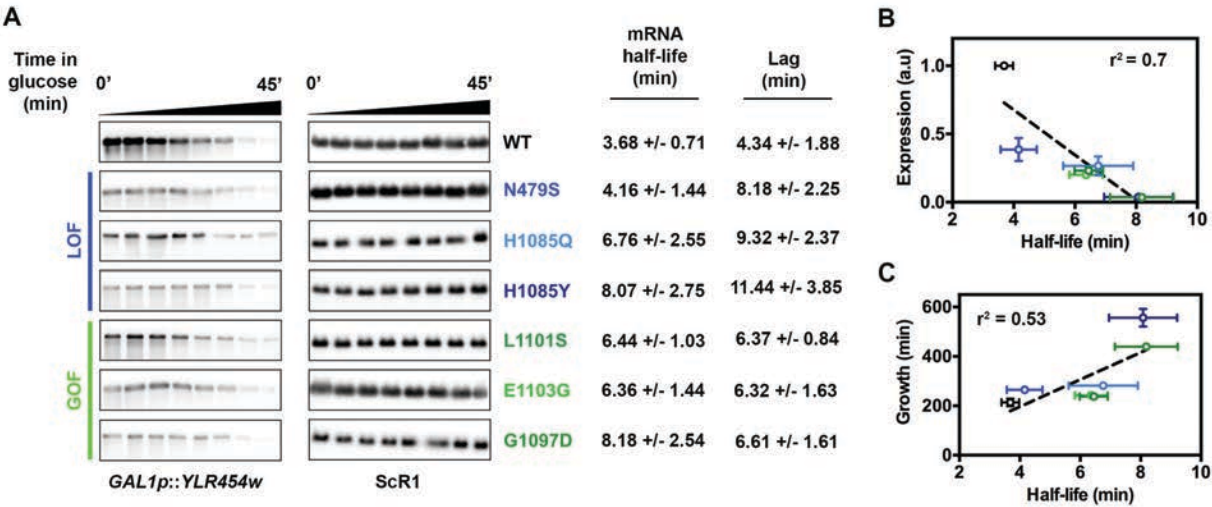 A
Time in
glucose
(min)
0’ 45’ 0’ 45’
mRNA
half-life
(min)
Lag
(min)
WT 3.68 +/- 0.71 4.34 +/- 1.88
LOF
N479S 4.16 +/- 1.44 8.18 +/- 2.25
H1085Q 6.76 +/- 2.55 9.32 +/- 2.37
H1085Y 8.07 +/- 2.75 11.44 +/- 3.85
GOF
L1101S 6.44 +/- 1.03 6.37 +/- 0.84
E1103G 6.36 +/- 1.44 6.32 +/- 1.63
G1097D 8.18 +/- 2.54 6.61 +/- 1.61
GAL1p::YLR454w ScR1
B
Expression (a.u)
1.0
0.5
0.0
r² = 0.7
2 4 6 8 10
Half-life (min)
C
Growth (min)
600
400
200
0
r² = 0.53
2 4 6 8 10
Half-life (min)